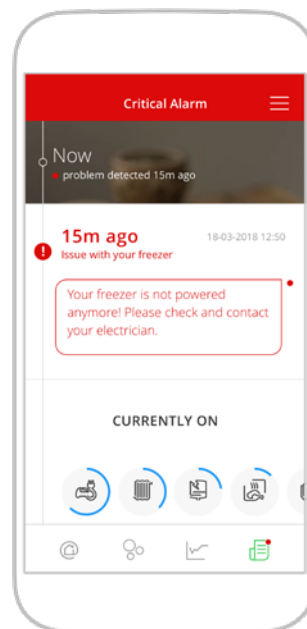 Critical Alarm
Now
problem detected 15m ago
15m ago
18-03-2018 12:50
Issue with your freezer
Your freezer is not powered
anymore! Please check and contact
your electrician.
CURRENTLY ON